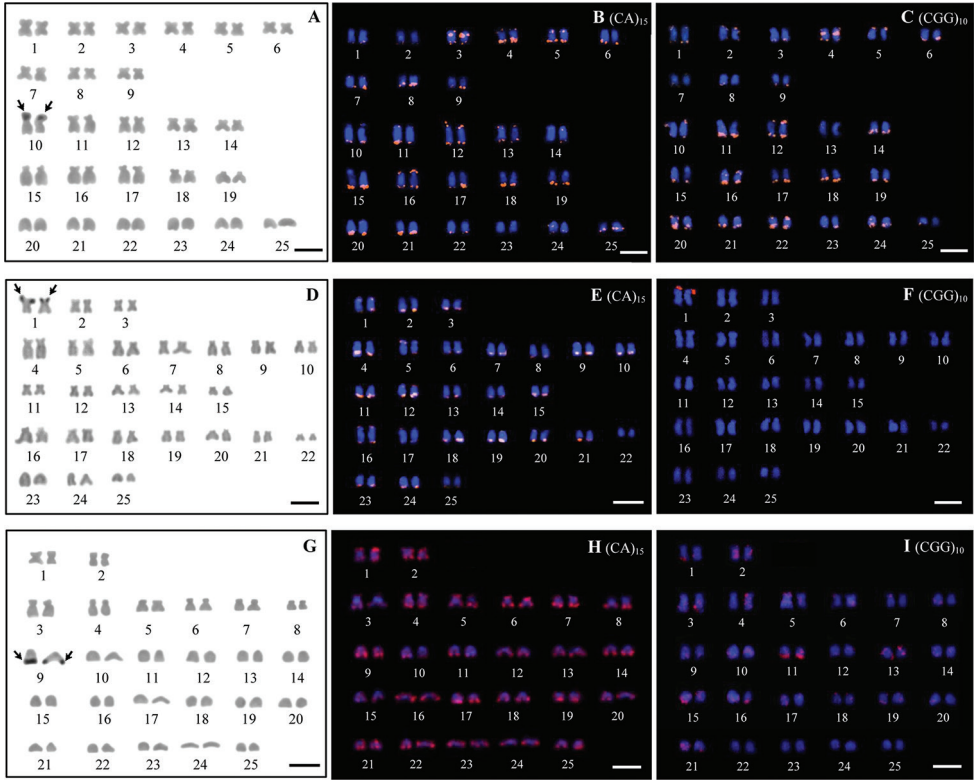 A
1 2 3 4 5 6
7 8 9
10 11 12 13 14
15 16 17 18 19
20 21 22 23 24 25
B (CA)15
1 2 3 4 5 6
7 8 9
10 11 12 13 14
15 16 17 18 19
20 21 22 23 24 25
C (CGG)10
1 2 3 4 5 6
7 8 9
10 11 12 13 14
15 16 17 18 19
20 21 22 23 24 25
D
1 2 3
4 5 6 7 8 9 10
11 12 13 14 15
16 17 18 19 20 21 22
23 24 25
E (CA)15
1 2 3
4 5 6 7 8 9 10
11 12 13 14 15
16 17 18 19 20 21 22
23 24 25
F (CGG)10
1 2 3
4 5 6 7 8 9 10
11 12 13 14 15
16 17 18 19 20 21 22
23 24 25
G
1 2
3 4 5 6 7 8
9 10 11 12 13 14
15 16 17 18 19 20
21 22 23 24 25
H (CA)15
1 2
3 4 5 6 7 8
9 10 11 12 13 14
15 16 17 18 19 20
21 22 23 24 25
I (CGG)10
1 2
3 4 5 6 7 8
9 10 11 12 13 14
15 16 17 18 19 20
21 22 23 24 25